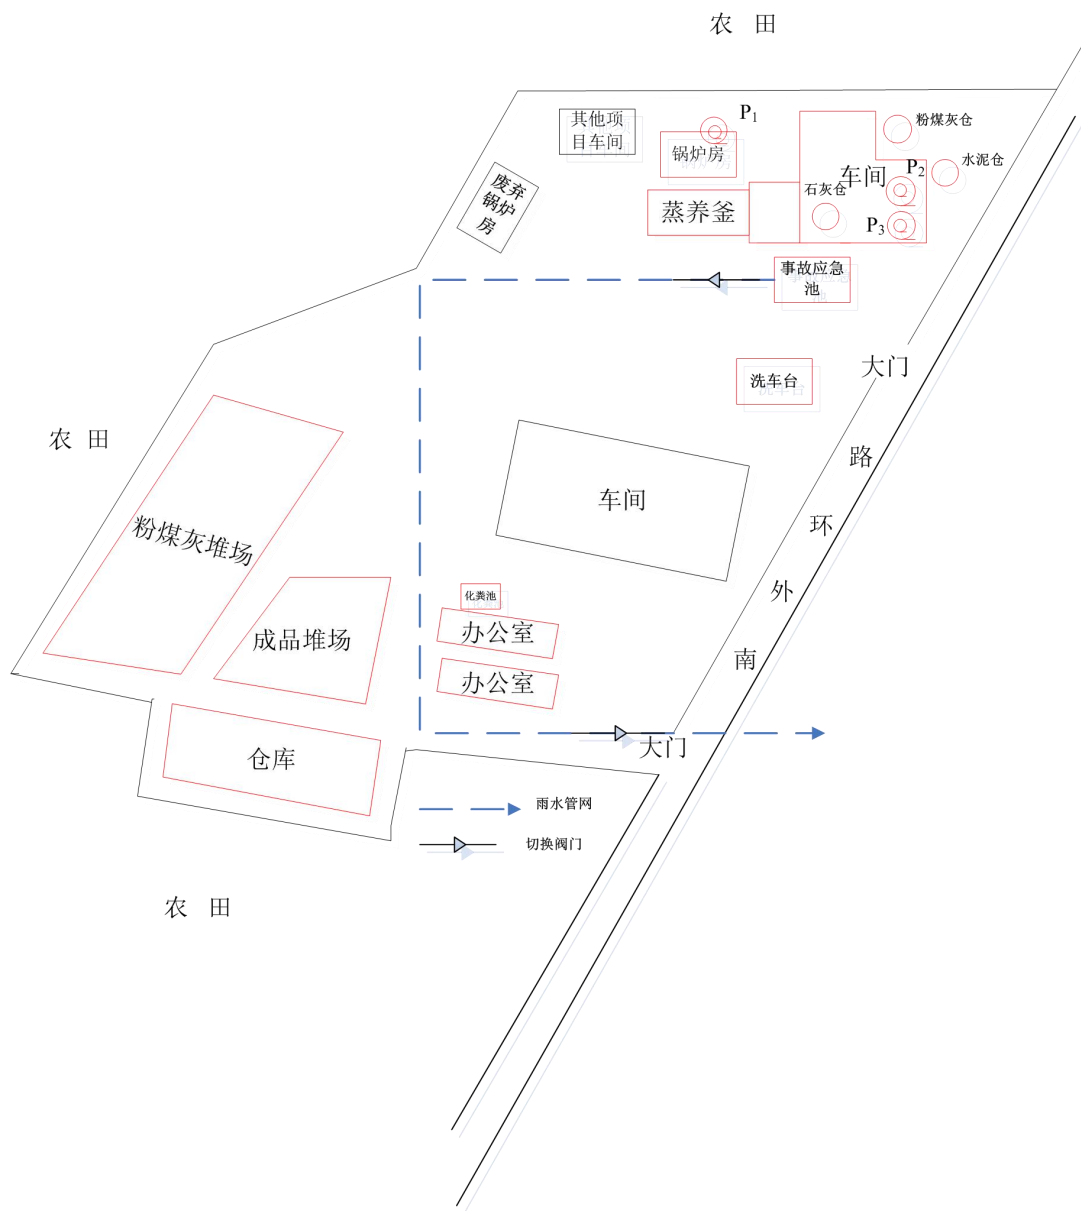 农 田
其他项
目车间
P1
锅炉房
粉煤灰仓
水泥仓
车间
P2
石灰仓
P3
蒸养釜
废弃
锅炉
房
事故应急
池
大门
洗车台
农 田
路
环
外
南
车间
粉煤灰堆场
成品堆场
化粪池
办公室
办公室
大门
仓库
雨水管网
切换阀门
农 田